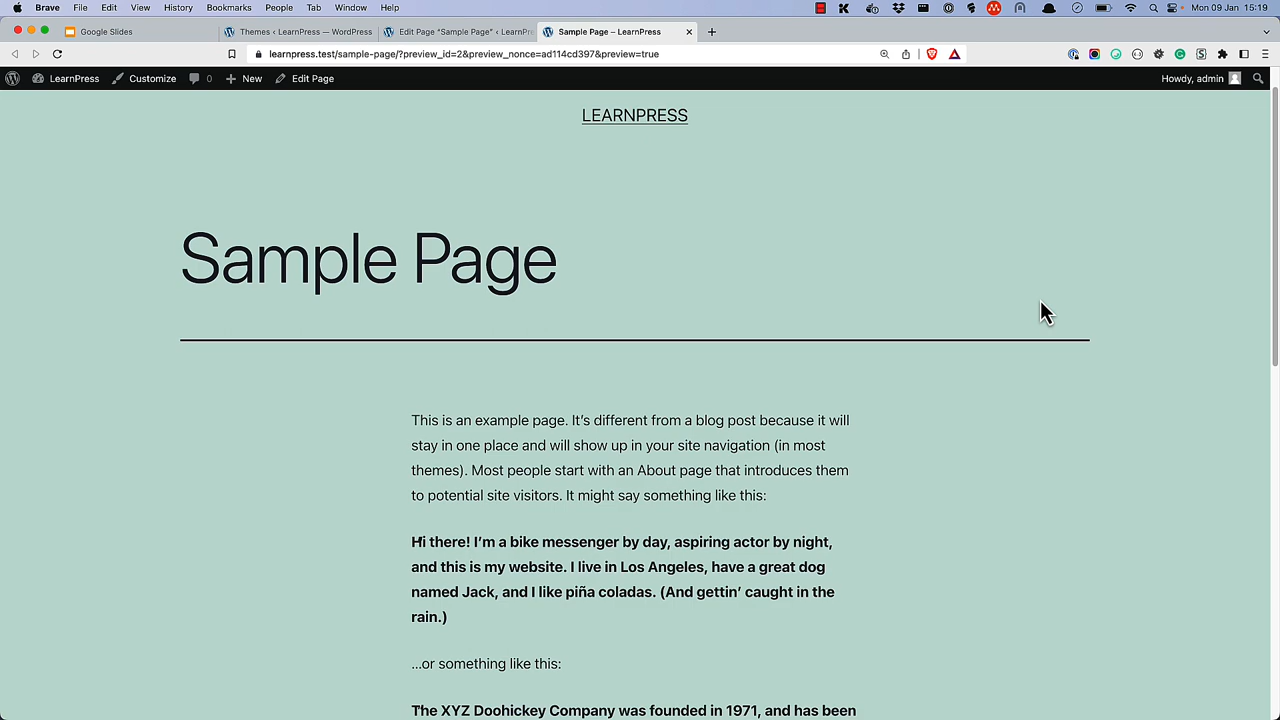 Brave File Edit View History Bookmarks People Tab Window Help Mon 09 Jan 15:19
Google Slides Themes ‹ LearnPress — WordPress Edit Page "Sample Page" ‹ LearnPr Sample Page – LearnPress
learnpress.test/sample-page/?preview_id=2&preview_nonce=ad114cd397&preview=true
LearnPress Customize 0 New Edit Page Howdy, admin
LEARNPRESS
Sample Page
This is an example page. It's different from a blog post because it will
stay in one place and will show up in your site navigation (in most
themes). Most people start with an About page that introduces them
to potential site visitors. It might say something like this:
Hi there! I'm a bike messenger by day, aspiring actor by night,
and this is my website. I live in Los Angeles, have a great dog
named Jack, and I like piña coladas. (And gettin' caught in the
rain.)
...or something like this:
The XYZ Doohickey Company was founded in 1971, and has been